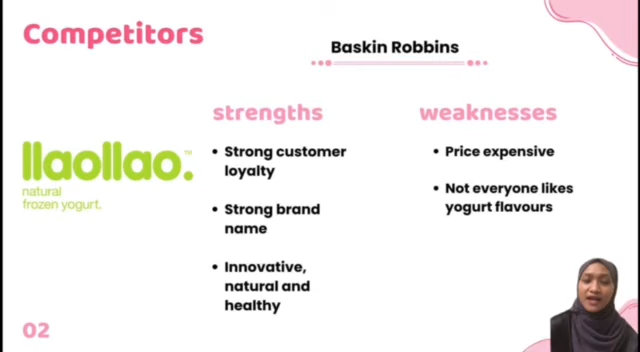 Competitors
Baskin Robbins
strengths
weaknesses
llaollao.™
natural
frozen yogurt.
• Strong customer
loyalty
• Strong brand
name
• Innovative,
natural and
healthy
• Price expensive
• Not everyone likes
yogurt flavours
02